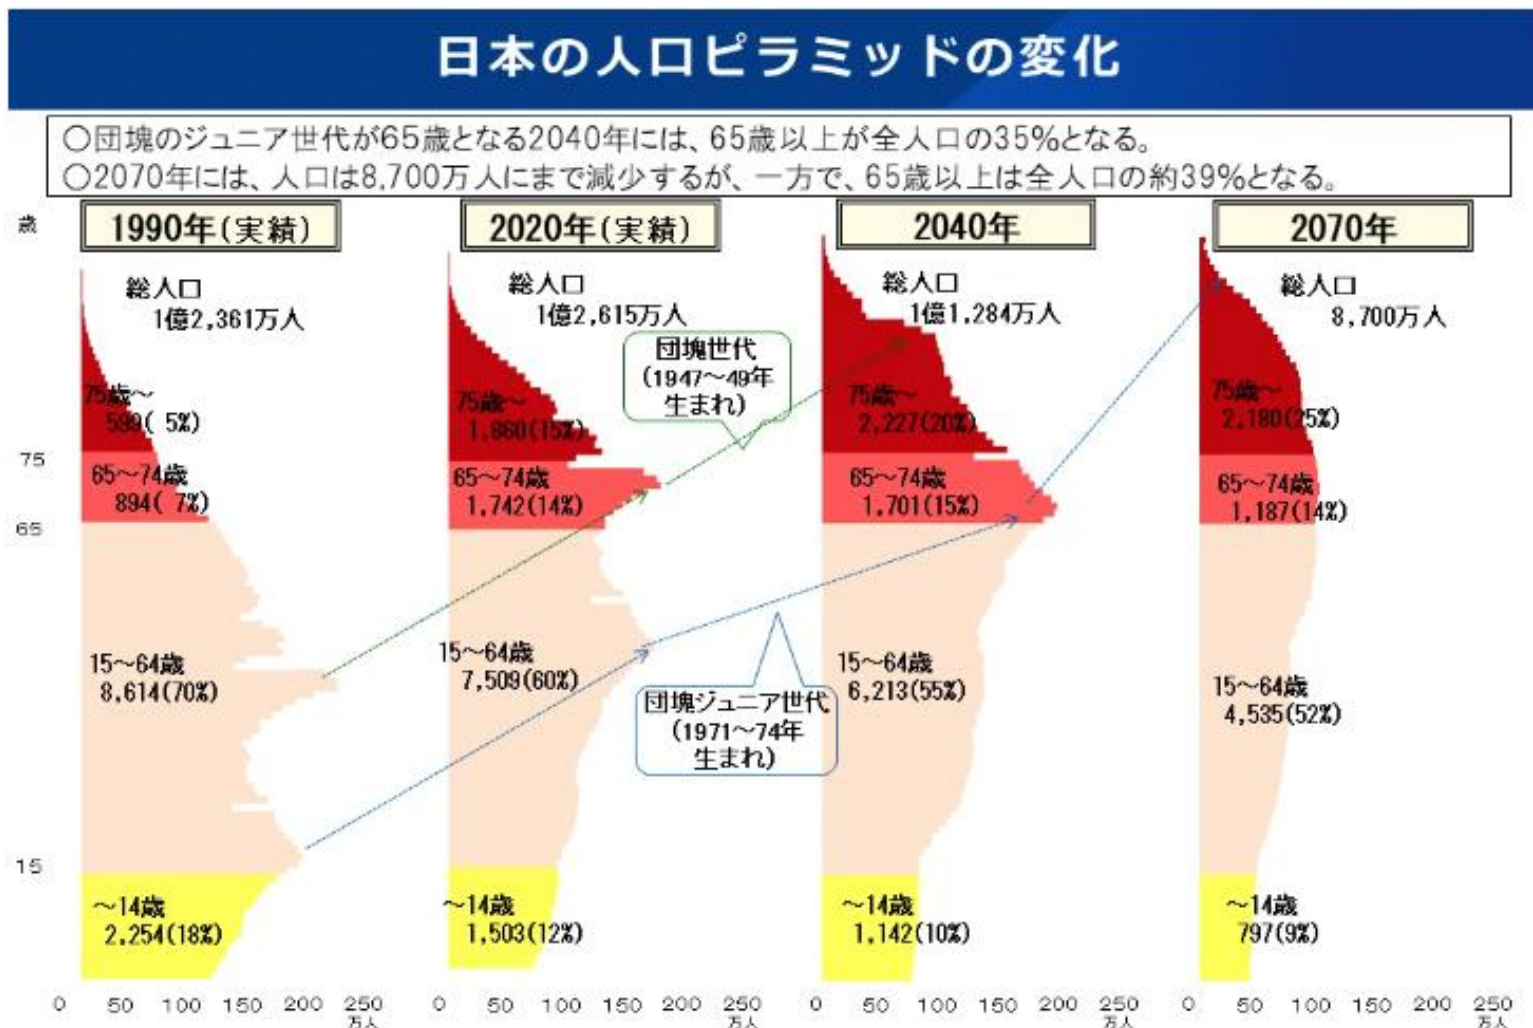 日本の人口ピラミッドの変化
〇団塊のジュニア世代が65歳となる2040年には、65歳以上が全人口の35%となる。
〇2070年には、人口は8,700万人にまで減少するが、一方で、65歳以上は全人口の約39%となる。
歳
1990年(実績)
総人口
1億2,361万人
75歳～
599( 5%)
65～74歳
894( 7%)
15～64歳
8,614(70%)
～14歳
2,254(18%)
2020年(実績)
総人口
1億2,615万人
75歳～
1,860(15%)
65～74歳
1,742(14%)
15～64歳
7,509(60%)
～14歳
1,503(12%)
団塊世代
(1947～49年
生まれ)
団塊ジュニア世代
(1971～74年
生まれ)
2040年
総人口
1億1,284万人
75歳～
2,227(20%)
65～74歳
1,701(15%)
15～64歳
6,213(55%)
～14歳
1,142(10%)
2070年
総人口
8,700万人
75歳～
2,180(25%)
65～74歳
1,187(14%)
15～64歳
4,535(52%)
～14歳
797(9%)
75
65
15
0 50 100 150 200 250
万人
0 50 100 150 200 250
万人
0 50 100 150 200 250
万人
0 50 100 150 200 250
万人